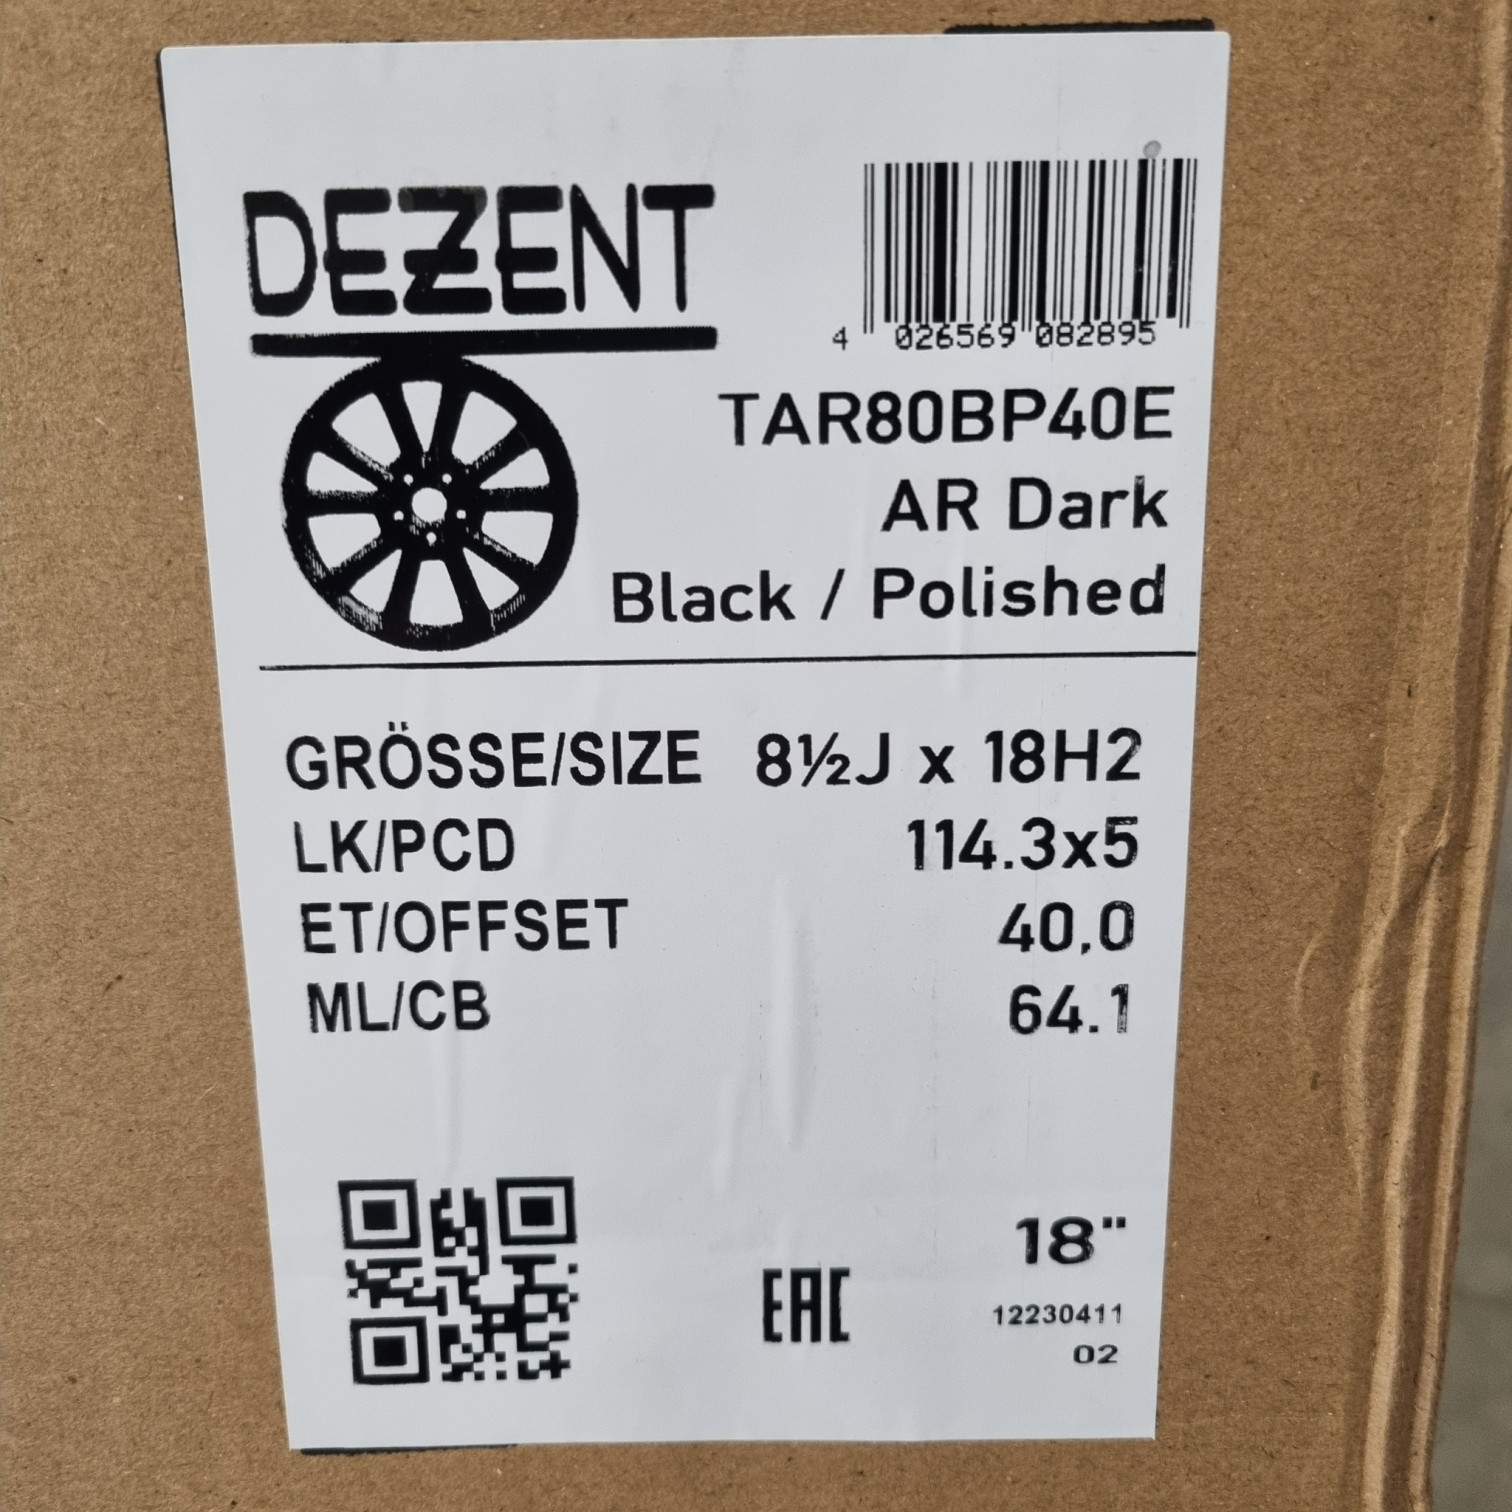 DEZENT
4 026569 082895
TAR80BP40E
AR Dark
Black / Polished
GRÖSSE/SIZE 8½J x 18H2
LK/PCD 114.3x5
ET/OFFSET 40,0
ML/CB 64.1
18"
EAC
12230411
02